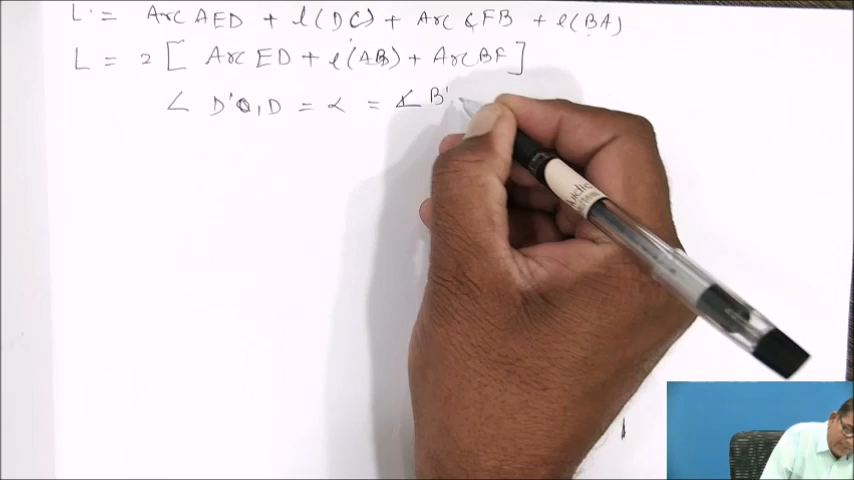 L = Arc AED + l(DC) + Arc CFB + l(BA)
L = 2 [ Arc ED + l(AB) + Arc BF ]
∠ D'O₁D = α = ∠ B'